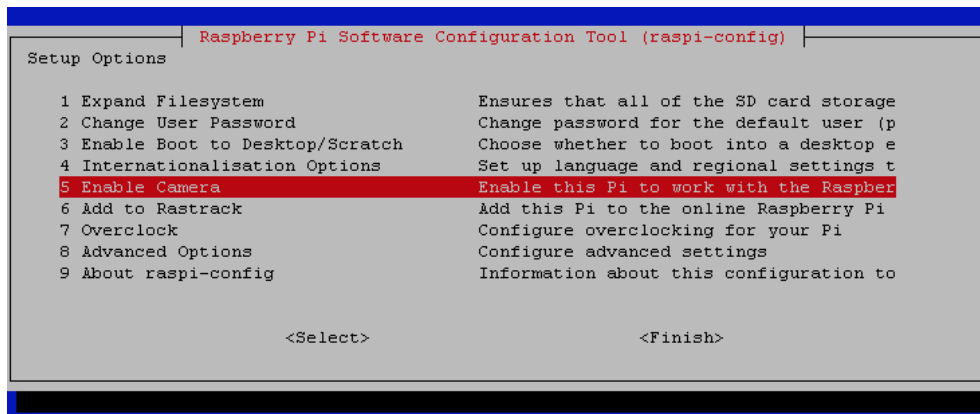 Raspberry Pi Software Configuration Tool (raspi-config)
Setup Options
1 Expand Filesystem Ensures that all of the SD card storage
2 Change User Password Change password for the default user (p
3 Enable Boot to Desktop/Scratch Choose whether to boot into a desktop e
4 Internationalisation Options Set up language and regional settings t
5 Enable Camera Enable this Pi to work with the Raspber
6 Add to Rastrack Add this Pi to the online Raspberry Pi
7 Overclock Configure overclocking for your Pi
8 Advanced Options Configure advanced settings
9 About raspi-config Information about this configuration to
<Select> <Finish>